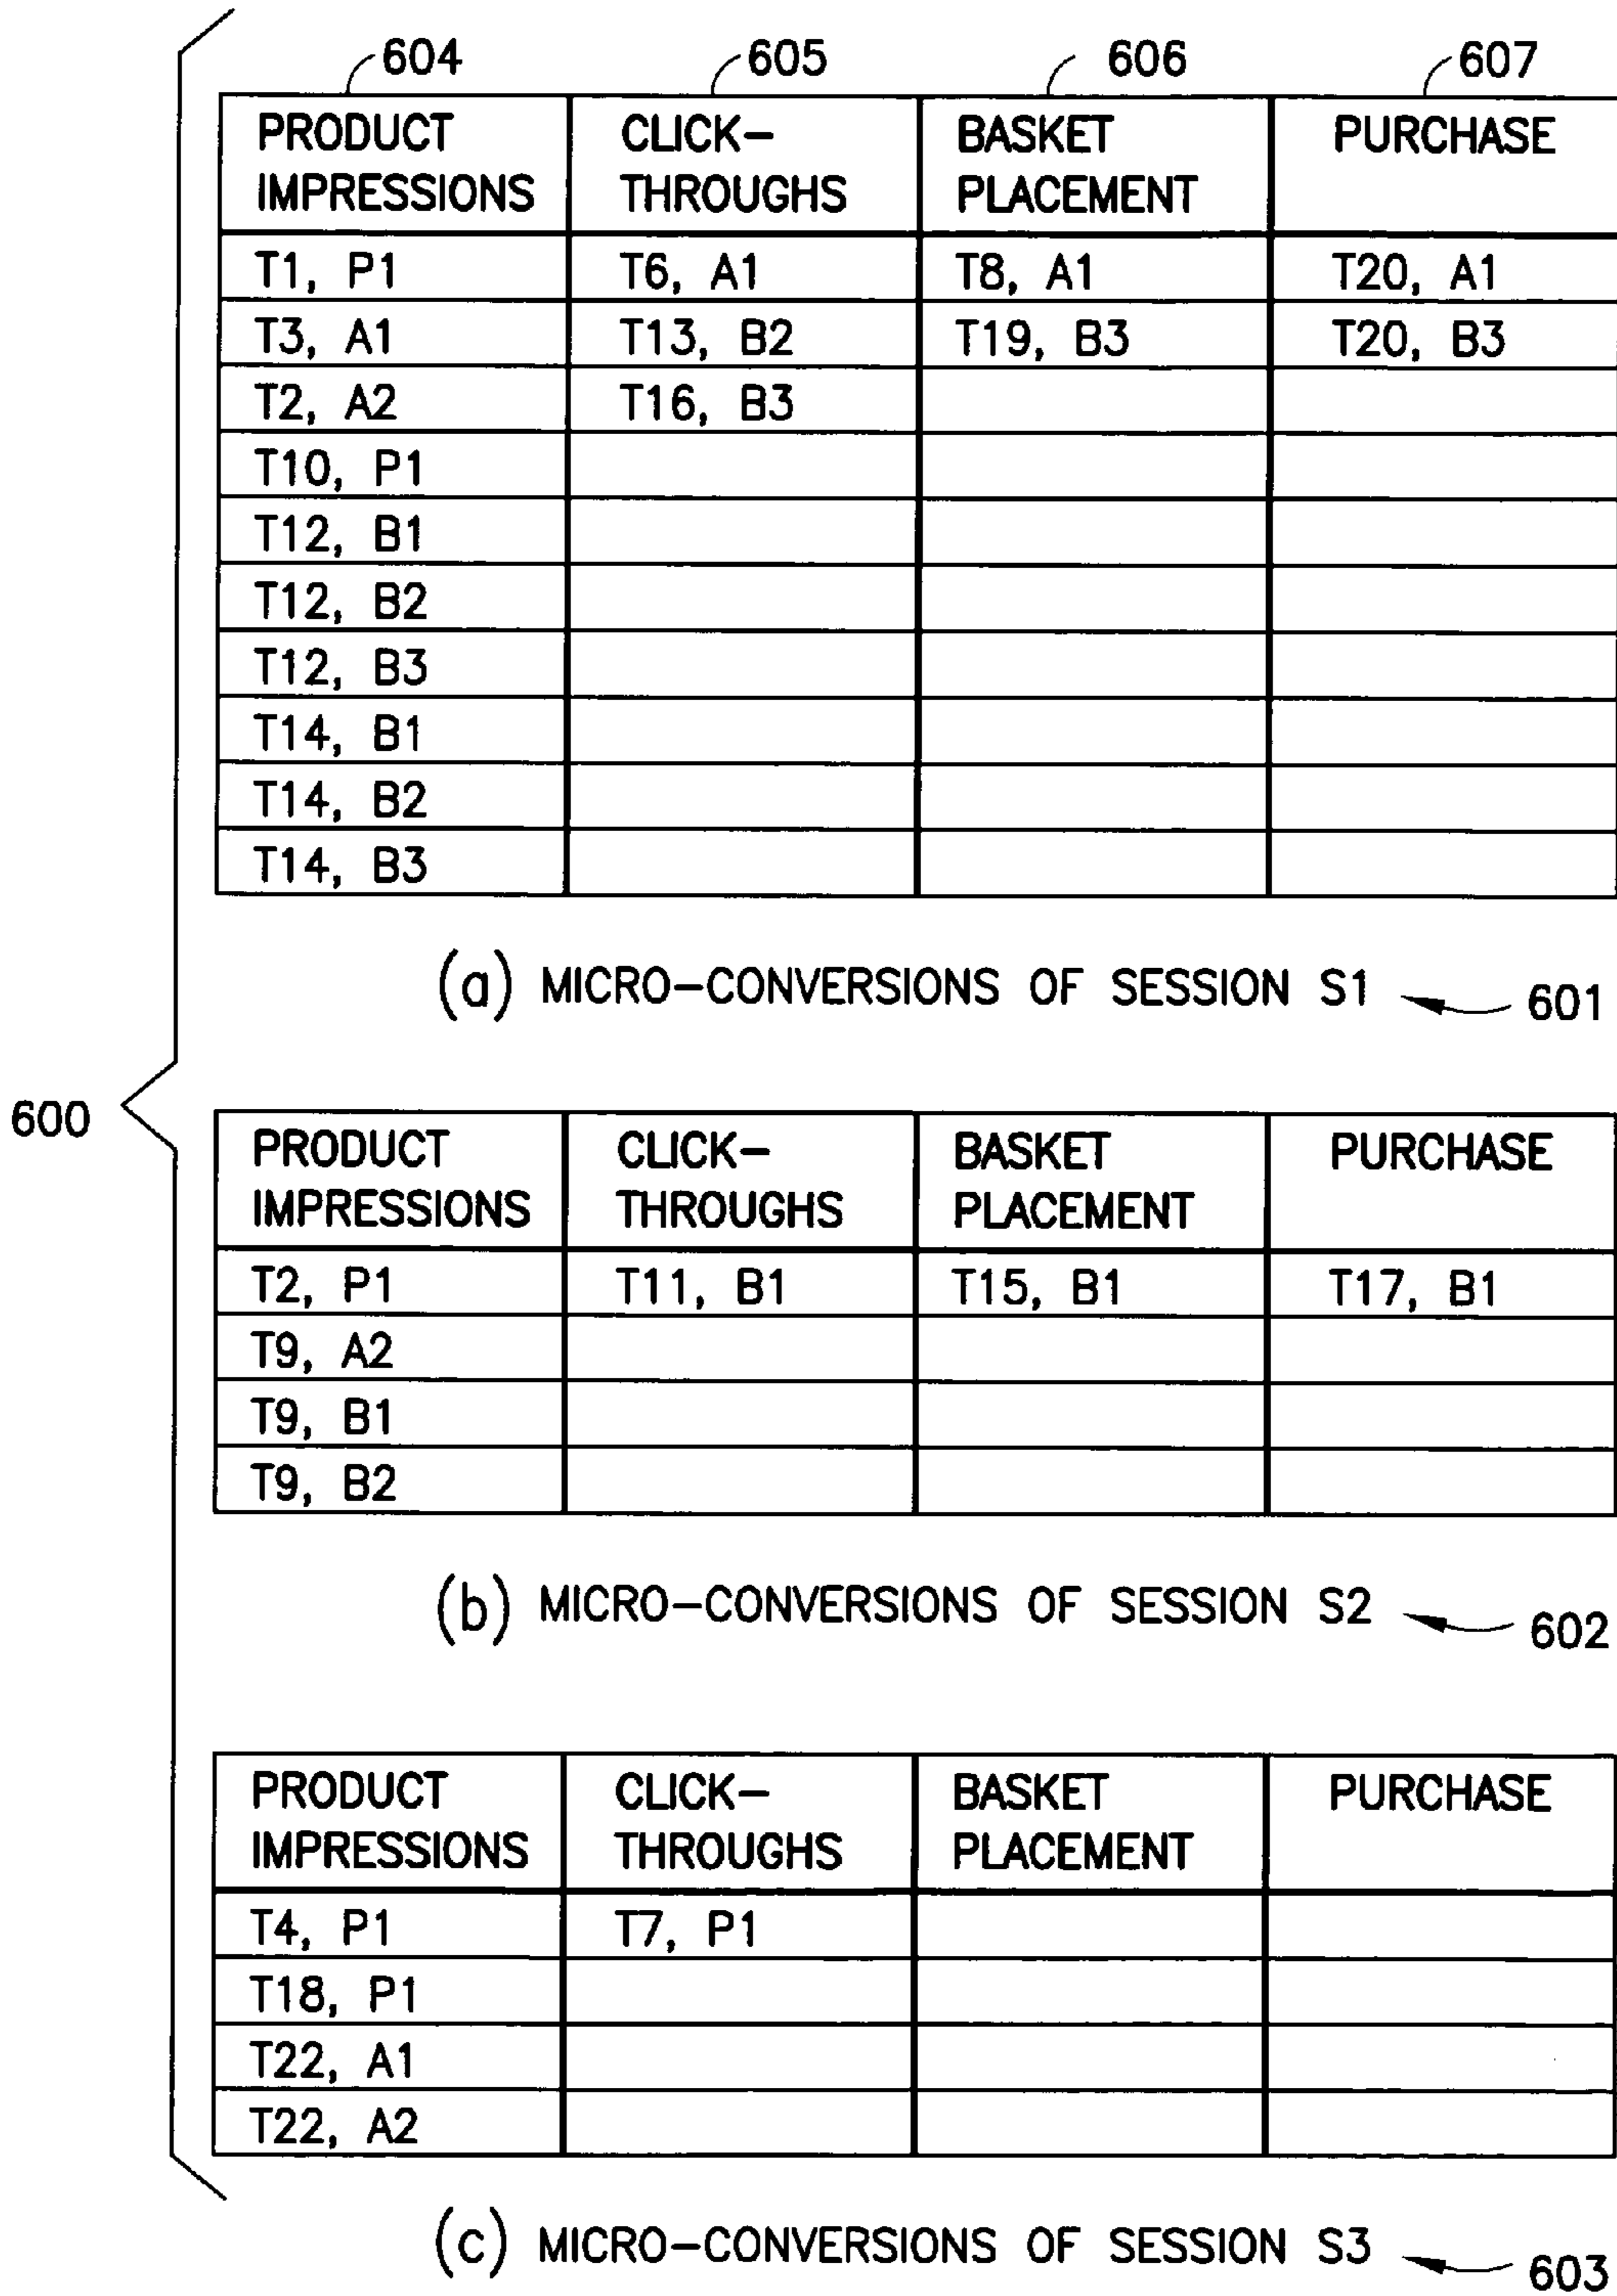 604 605 606 607
PRODUCT IMPRESSIONS CLICK-THROUGHS BASKET PLACEMENT PURCHASE
T1, P1 T6, A1 T8, A1 T20, A1
T3, A1 T13, B2 T19, B3 T20, B3
T2, A2 T16, B3
T10, P1
T12, B1
T12, B2
T12, B3
T14, B1
T14, B2
T14, B3
(a) MICRO-CONVERSIONS OF SESSION S1 601
600
PRODUCT IMPRESSIONS CLICK-THROUGHS BASKET PLACEMENT PURCHASE
T2, P1 T11, B1 T15, B1 T17, B1
T9, A2
T9, B1
T9, B2
(b) MICRO-CONVERSIONS OF SESSION S2 602
PRODUCT IMPRESSIONS CLICK-THROUGHS BASKET PLACEMENT PURCHASE
T4, P1 T7, P1
T18, P1
T22, A1
T22, A2
(c) MICRO-CONVERSIONS OF SESSION S3 603